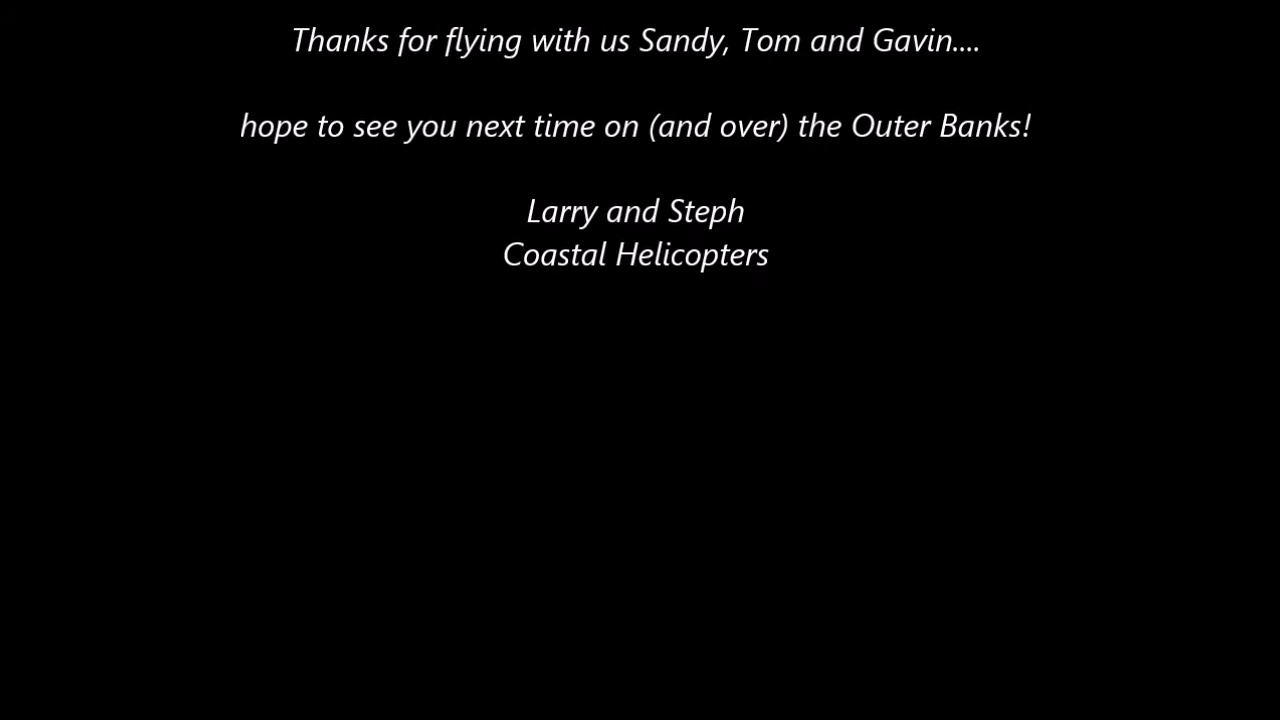 Thanks for flying with us Sandy, Tom and Gavin....
hope to see you next time on (and over) the Outer Banks!
Larry and Steph
Coastal Helicopters